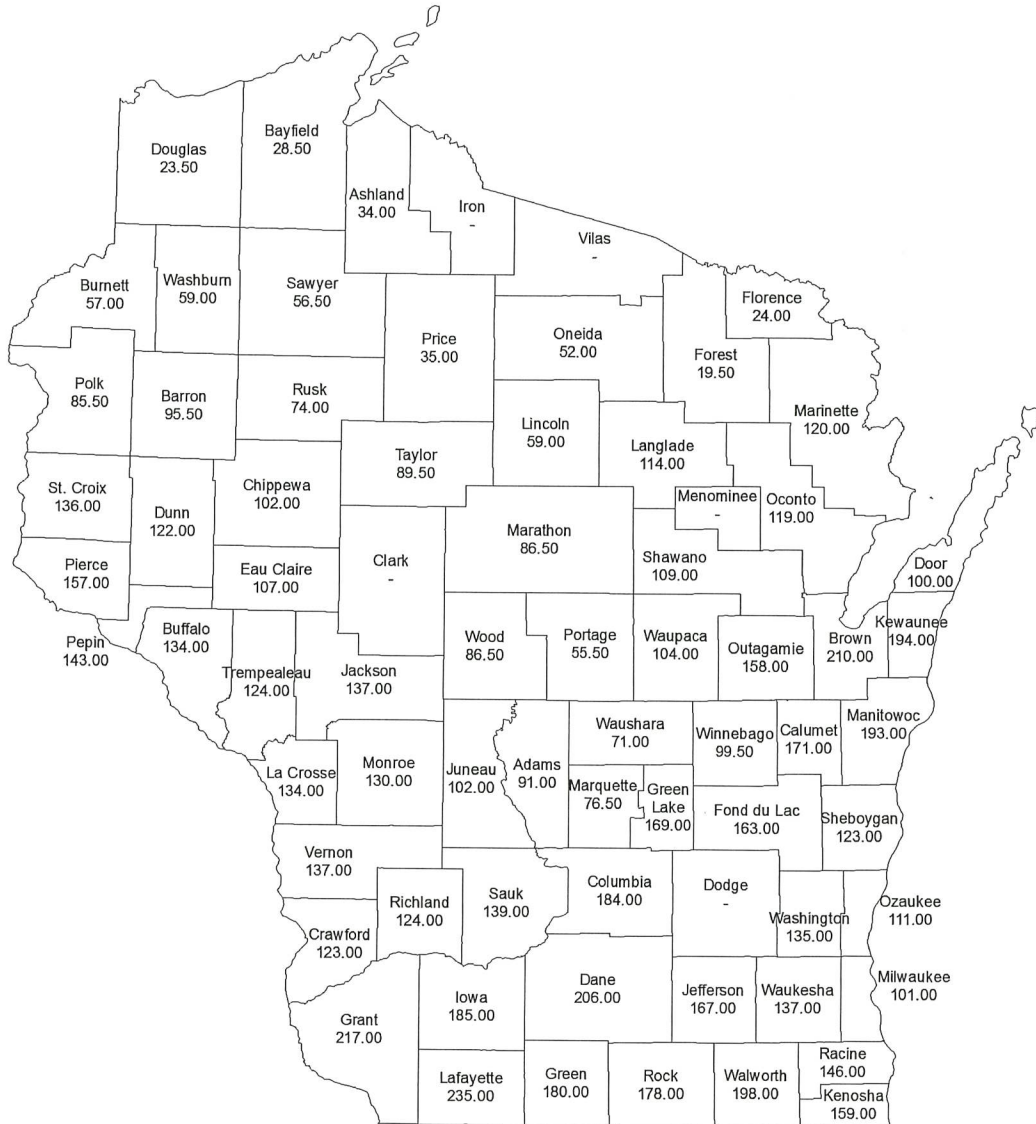 Bayfield
28.50
Douglas
23.50
Ashland
34.00
Iron
-
Vilas
-
Burnett
57.00
Washburn
59.00
Sawyer
56.50
Florence
24.00
Price
35.00
Oneida
52.00
Forest
19.50
Polk
85.50
Barron
95.50
Rusk
74.00
Marinette
120.00
Lincoln
59.00
Langlade
114.00
Taylor
89.50
St. Croix
136.00
Dunn
122.00
Chippewa
102.00
Menominee
-
Oconto
119.00
-
Marathon
86.50
Clark
-
Shawano
109.00
Pierce
157.00
Eau Claire
107.00
Door
100.00
Pepin
143.00
Buffalo
134.00
Trempealeau
124.00
Jackson
137.00
Wood
86.50
Portage
55.50
Waupaca
104.00
Outagamie
158.00
Brown
210.00
Kewaunee
194.00
Waushara
71.00
Winnebago
99.50
Calumet
171.00
Manitowoc
193.00
La Crosse
134.00
Monroe
130.00
Juneau
102.00
Adams
91.00
Marquette
76.50
Green
Lake
169.00
Fond du Lac
163.00
Sheboygan
123.00
Vernon
137.00
Richland
124.00
Sauk
139.00
Columbia
184.00
Dodge
-
Washington
135.00
Ozaukee
111.00
Crawford
123.00
Grant
217.00
Iowa
185.00
Dane
206.00
Jefferson
167.00
Waukesha
137.00
Milwaukee
101.00
Lafayette
235.00
Green
180.00
Rock
178.00
Walworth
198.00
Racine
146.00
Kenosha
159.00